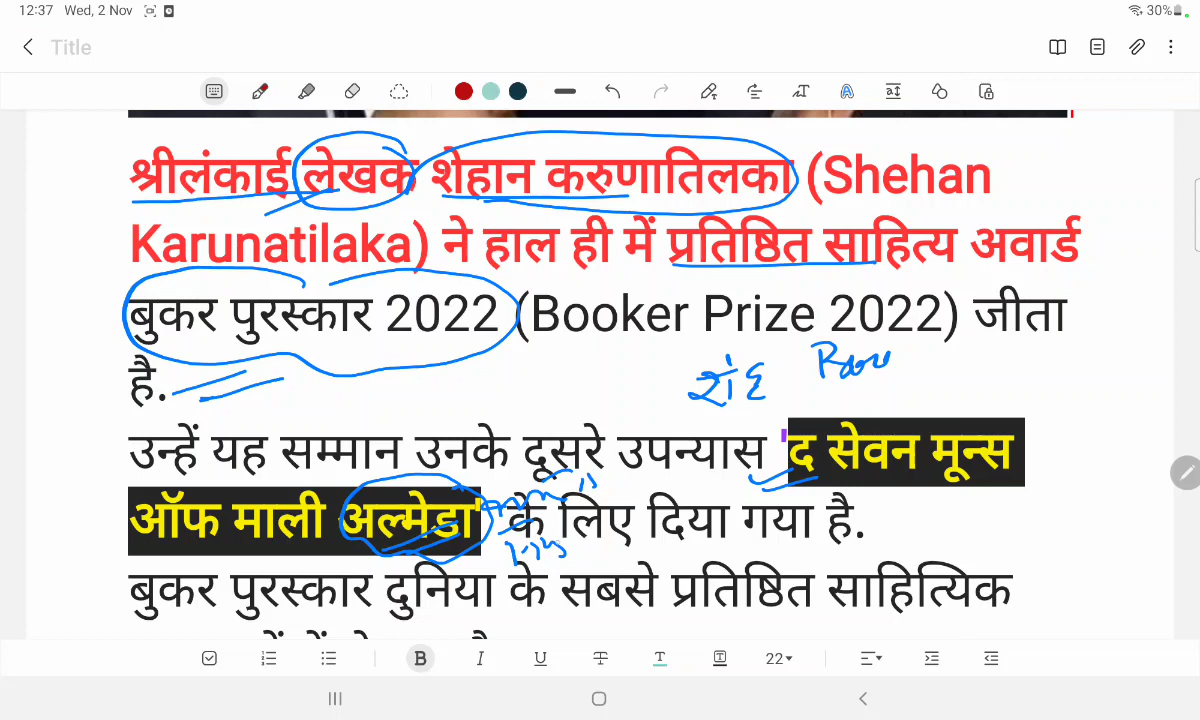 12:37 Wed, 2 Nov
30%
Title
श्रीलंकाई लेखक शेहान करुणातिलका (Shehan
Karunatilaka) ने हाल ही में प्रतिष्ठित साहित्य अवार्ड
बुकर पुरस्कार 2022 (Booker Prize 2022) जीता
है.
उन्हें यह सम्मान उनके दूसरे उपन्यास 'द सेवन मून्स
ऑफ माली अल्मेडा' के लिए दिया गया है.
बुकर पुरस्कार दुनिया के सबसे प्रतिष्ठित साहित्यिक
B I U T T 22